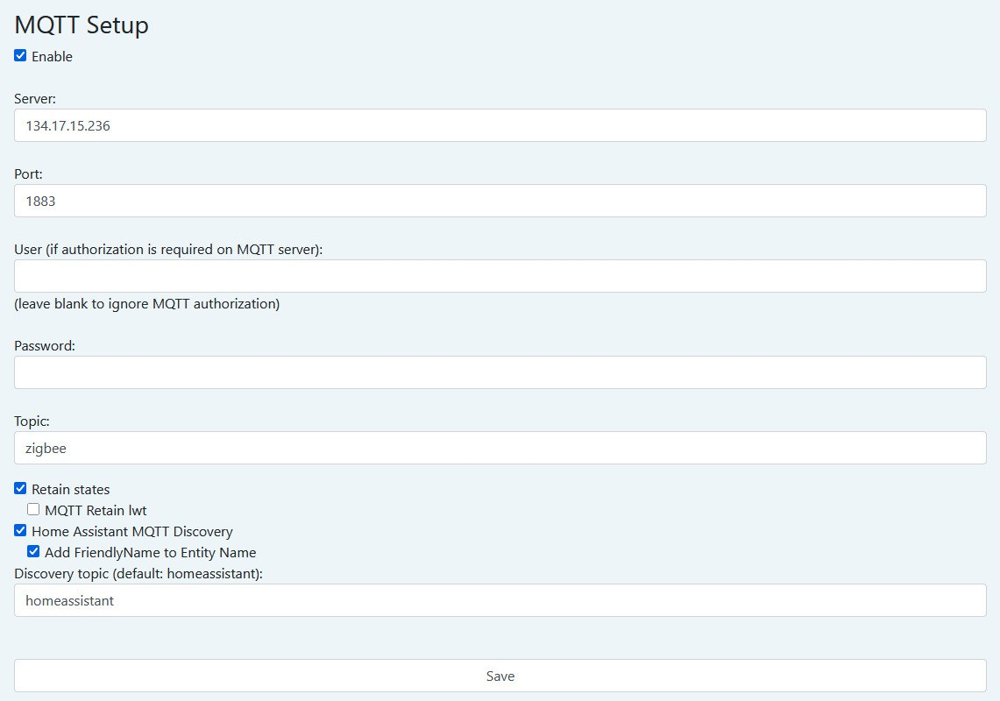 MQTT Setup
Enable
Server:
134.17.15.236
Port:
1883
User (if authorization is required on MQTT server):
(leave blank to ignore MQTT authorization)
Password:
Topic:
zigbee
Retain states
MQTT Retain lwt
Home Assistant MQTT Discovery
Add FriendlyName to Entity Name
Discovery topic (default: homeassistant):
homeassistant
Save